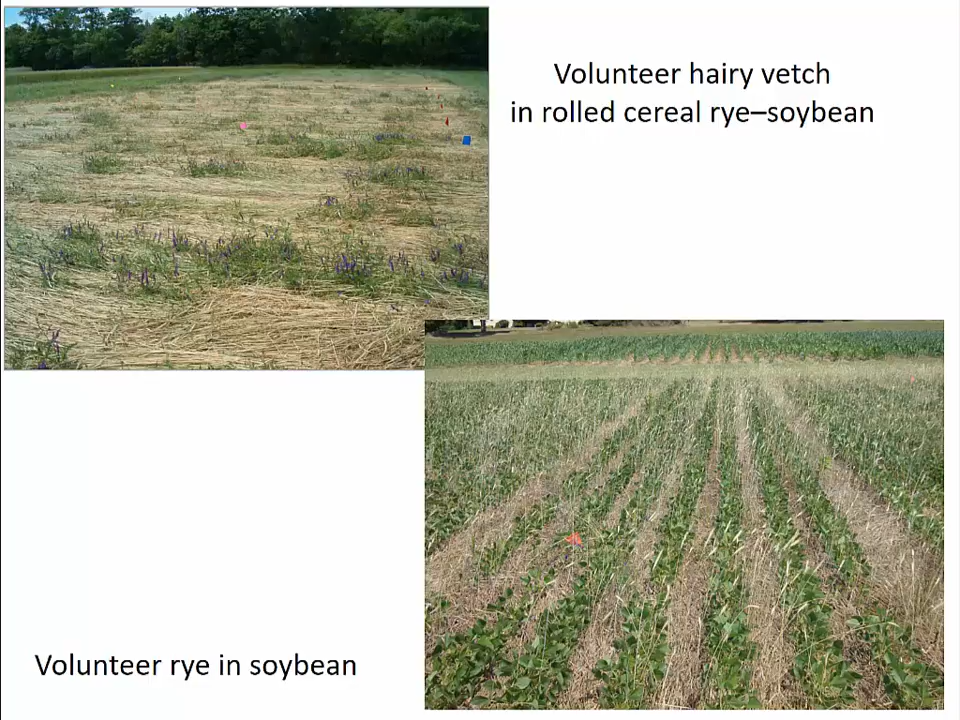 Volunteer hairy vetch
in rolled cereal rye–soybean
Volunteer rye in soybean